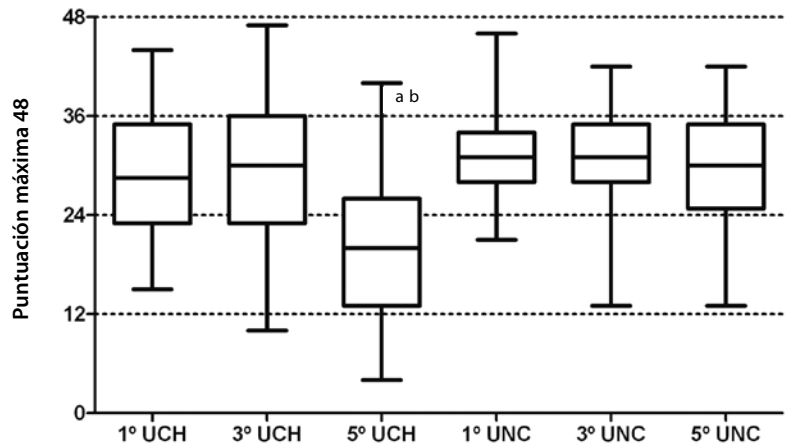 Puntuación máxima 48
48
36
24
12
0
a b
1º UCH 3º UCH 5º UCH 1º UNC 3º UNC 5º UNC